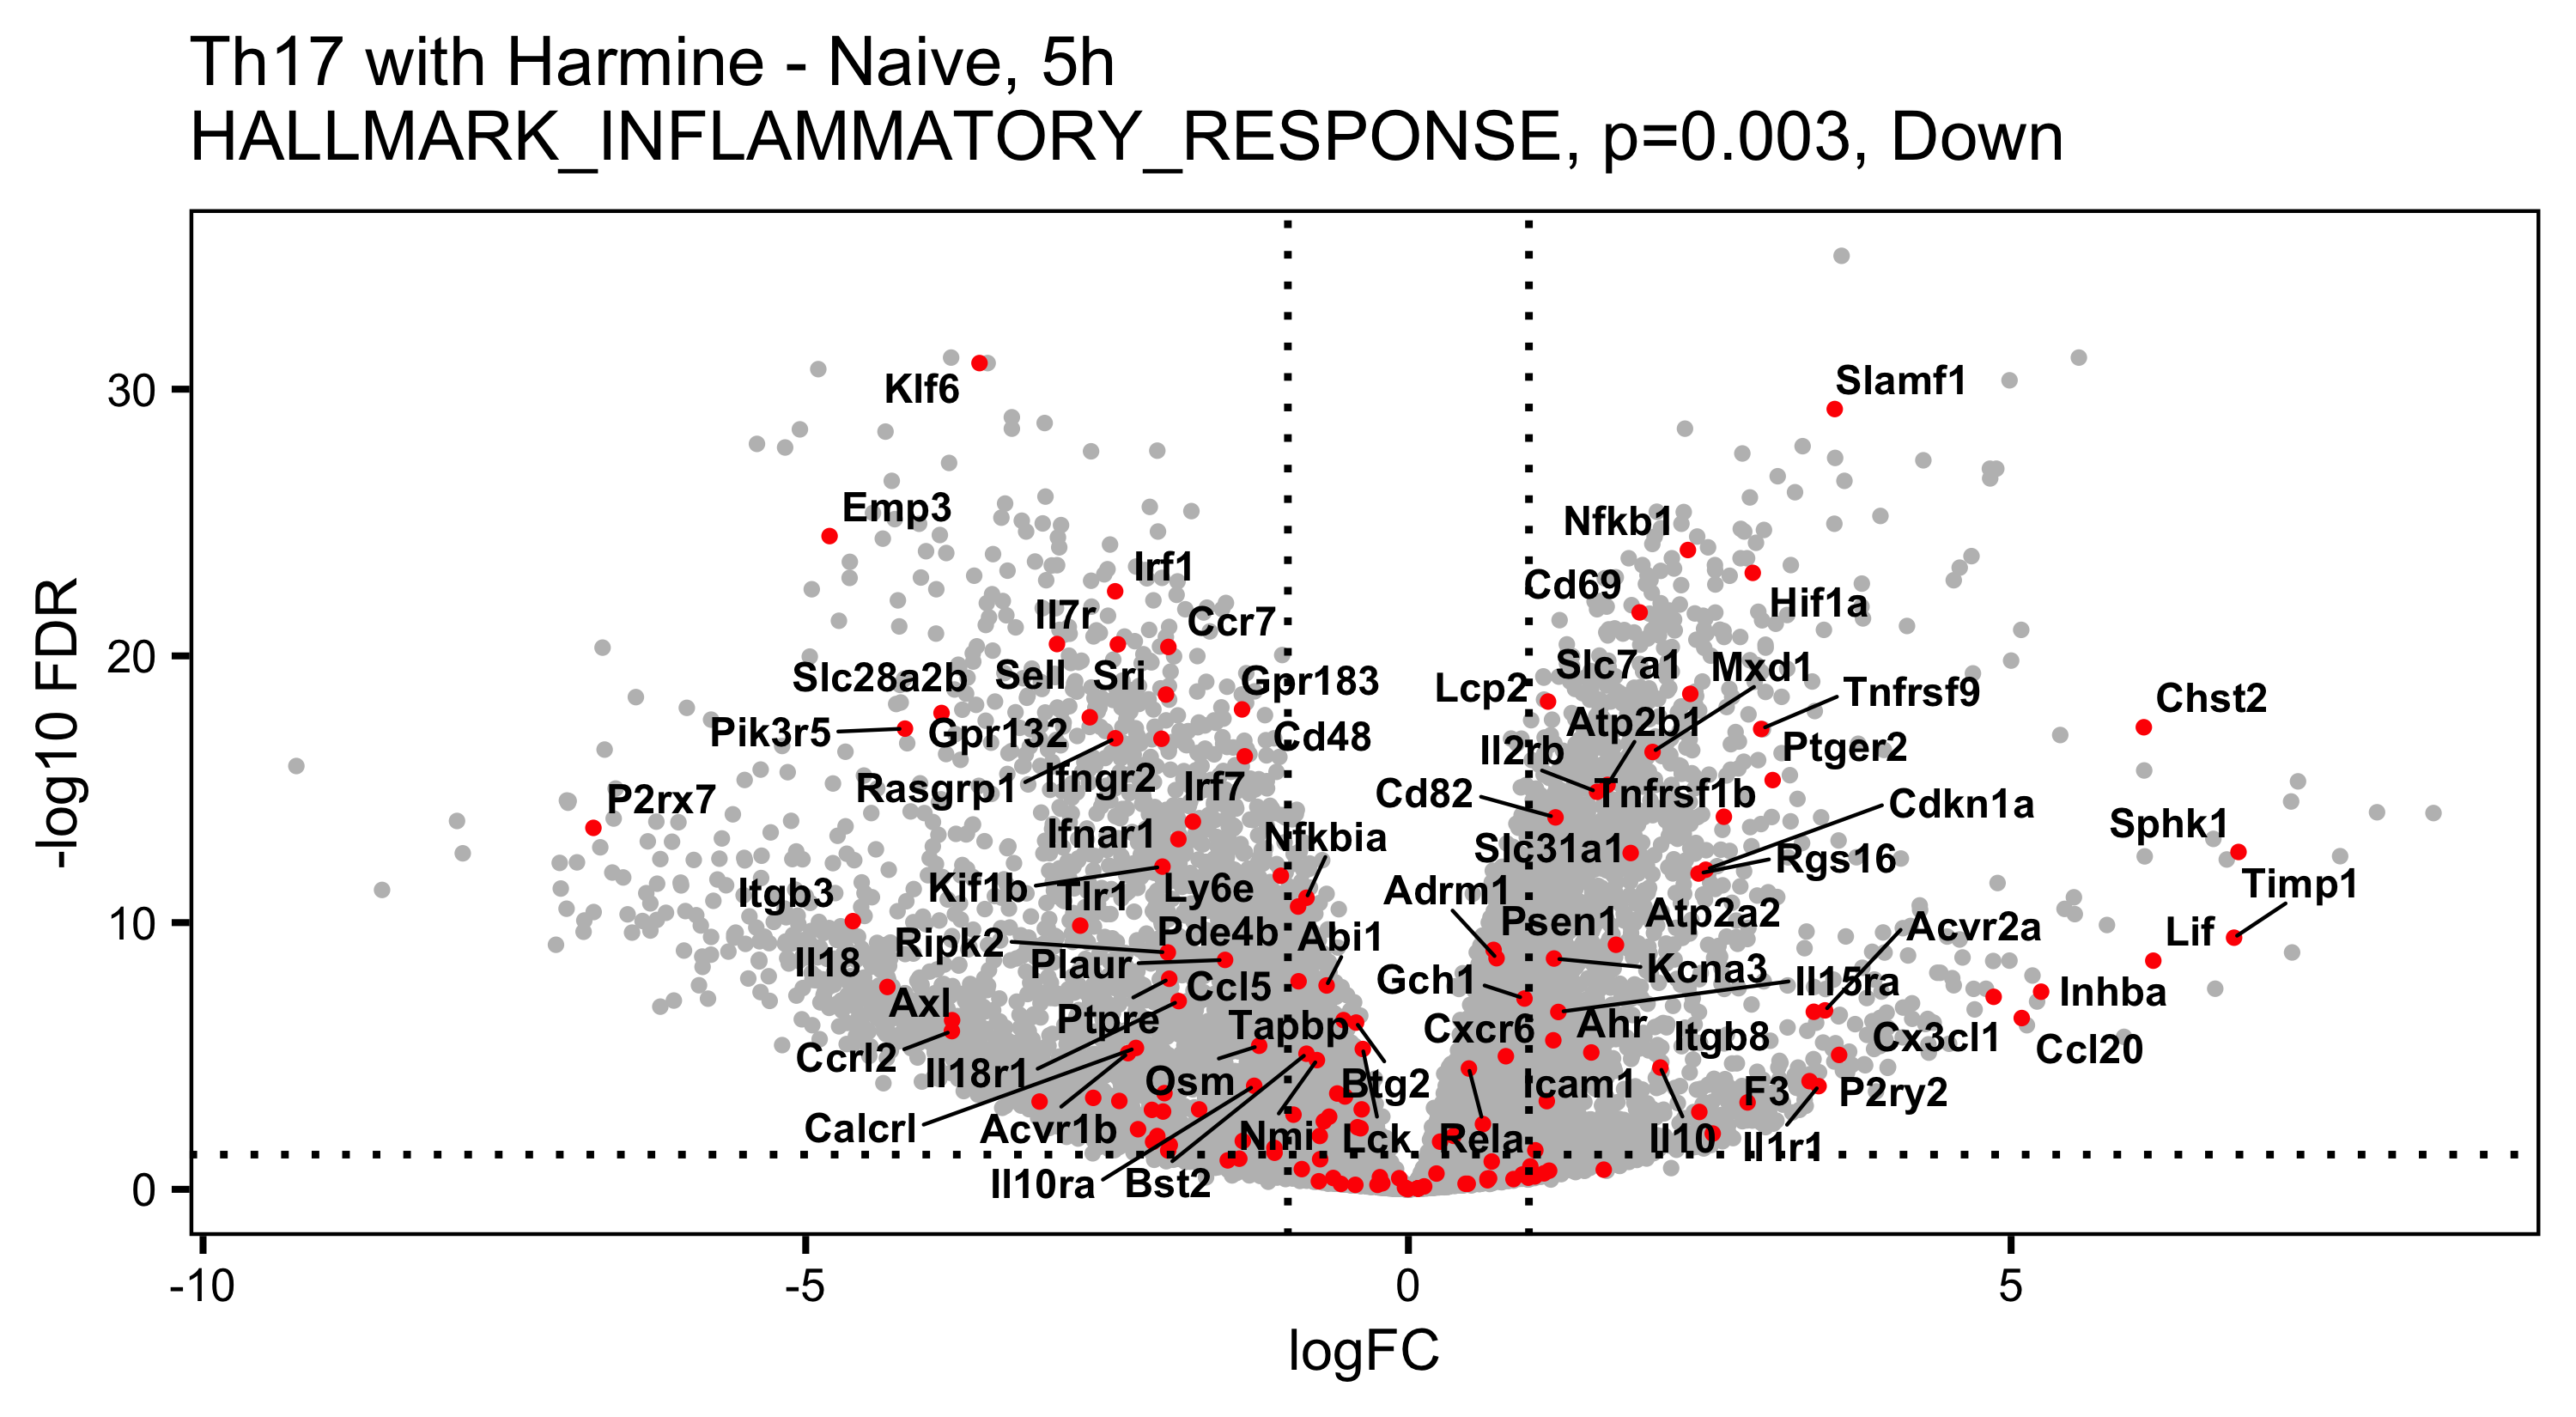 Th17 with Harmine - Naive, 5h
HALLMARK_INFLAMMATORY_RESPONSE, p=0.003, Down
-log10 FDR
30
20
10
0
Klf6
Slamf1
Emp3
Nfkb1
Irf1
Cd69
Hif1a
Il7r
Ccr7
Slc28a2b
Sell
Sri
Gpr183
Lcp2
Slc7a1
Mxd1
Tnfrsf9
Chst2
Pik3r5
Gpr132
Cd48
Il2rb
Atp2b1
Ptger2
Rasgrp1
Ifngr2
Irf7
Cd82
Tnfrsf1b
Cdkn1a
P2rx7
Ifnar1
Nfkbia
Slc31a1
Rgs16
Sphk1
Itgb3
Kif1b
Tlr1
Ly6e
Adrm1
Psen1
Atp2a2
Acvr2a
Timp1
Lif
Ripk2
Pde4b
Abi1
Il18
Plaur
Gch1
Kcna3
Il15ra
Inhba
Axl
Ccl5
Ptpre
Tapbp
Cxcr6
Ahr
Itgb8
Cx3cl1
Ccl20
Ccrl2
Il18r1
Osm
Btg2
Icam1
F3
P2ry2
Calcrl
Acvr1b
Nmi
Lck
Rela
Il10
Il1r1
Il10ra
Bst2
-10
-5
0
5
logFC